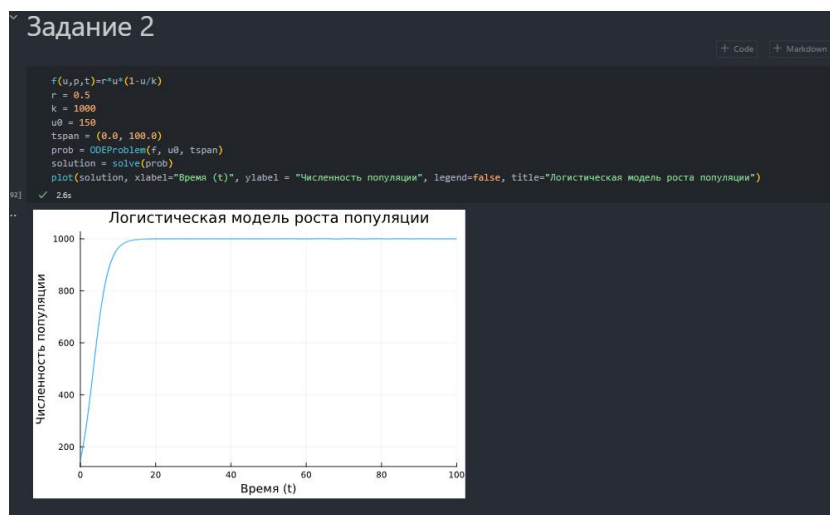 Задание 2
+ Code + Markdown
f(u,p,t)=r*u*(1-u/k)
r = 0.5
k = 1000
u0 = 150
tspan = (0.0, 100.0)
prob = ODEProblem(f, u0, tspan)
solution = solve(prob)
plot(solution, xlabel="Время (t)", ylabel = "Численность популяции", legend=false, title="Логистическая модель роста популяции")
92] ✓ 2.6s
Логистическая модель роста популяции
Численность популяции
1000
800
600
400
200
0 20 40 60 80 100
Время (t)